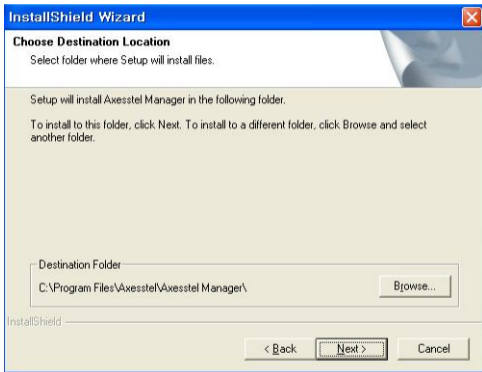 InstallShield Wizard
Choose Destination Location
Select folder where Setup will install files.
Setup will install Axesstel Manager in the following folder.
To install to this folder, click Next. To install to a different folder, click Browse and select
another folder.
Destination Folder
C:\Program Files\Axesstel\Axesstel Manager\
Browse...
InstallShield
< Back
Next >
Cancel